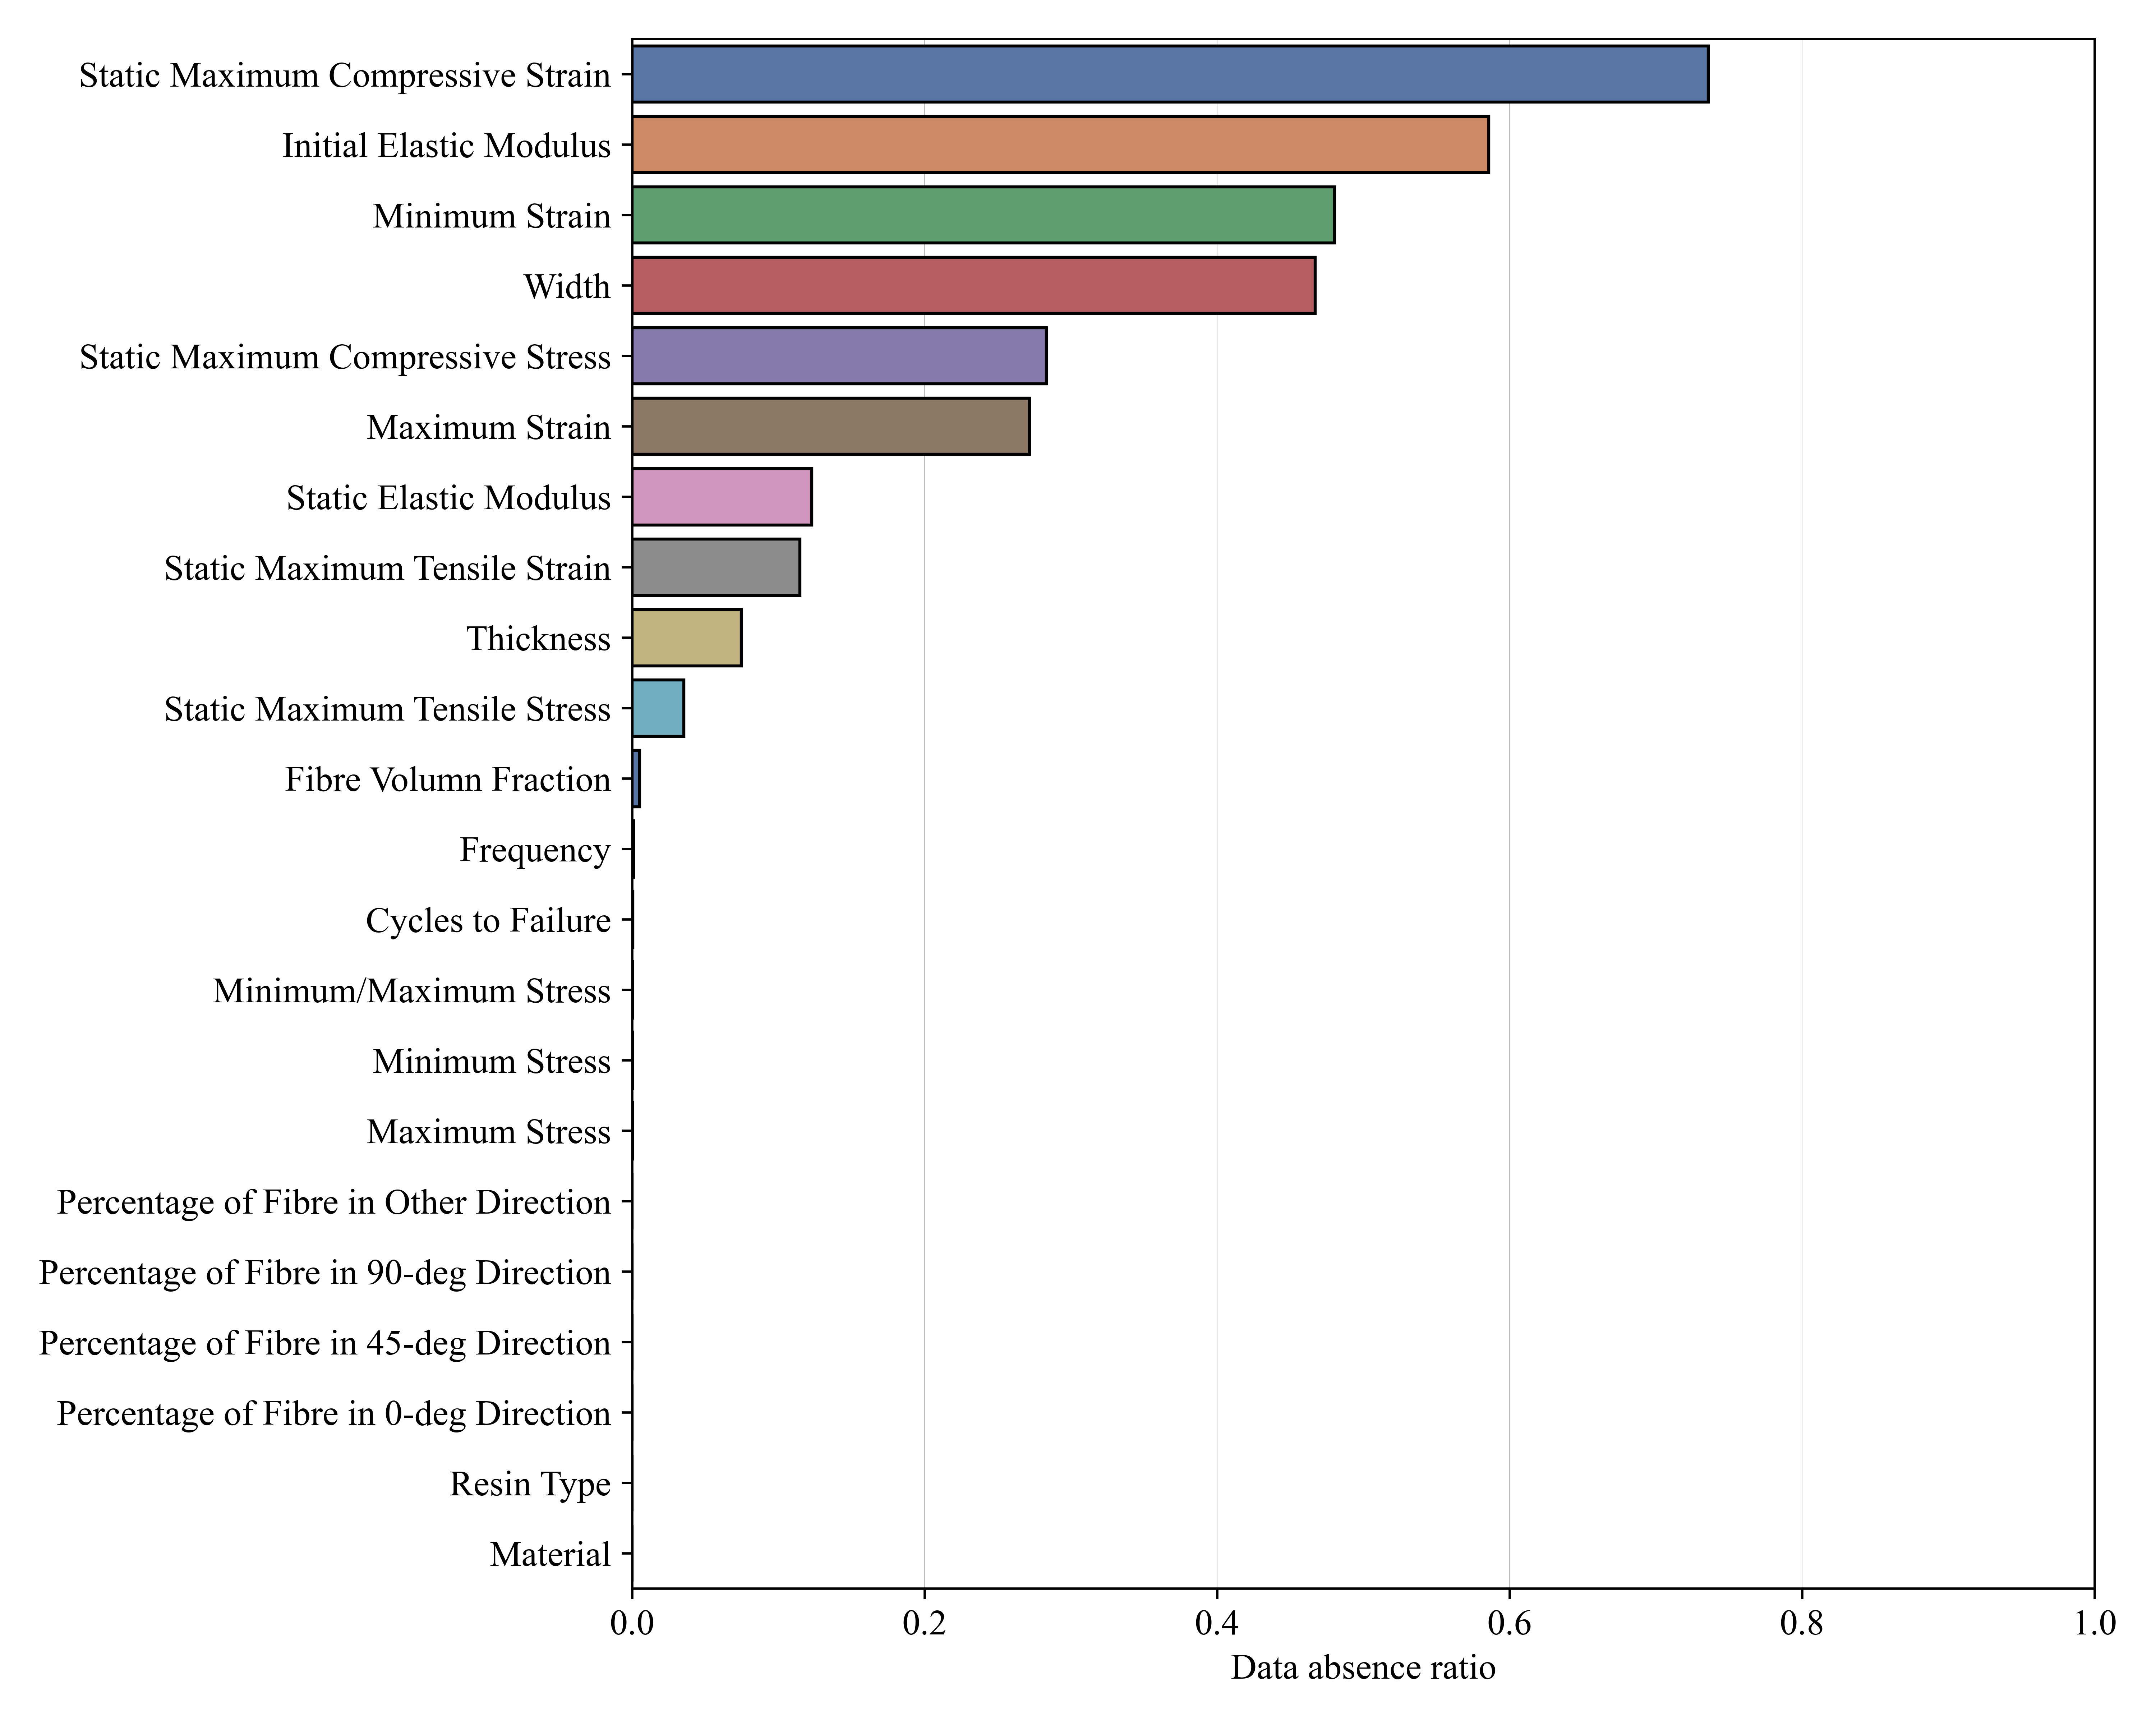 Static Maximum Compressive Strain
Initial Elastic Modulus
Minimum Strain
Width
Static Maximum Compressive Stress
Maximum Strain
Static Elastic Modulus
Static Maximum Tensile Strain
Thickness
Static Maximum Tensile Stress
Fibre Volumn Fraction
Frequency
Cycles to Failure
Minimum/Maximum Stress
Minimum Stress
Maximum Stress
Percentage of Fibre in Other Direction
Percentage of Fibre in 90-deg Direction
Percentage of Fibre in 45-deg Direction
Percentage of Fibre in 0-deg Direction
Resin Type
Material
0.0 0.2 0.4 0.6 0.8 1.0
Data absence ratio